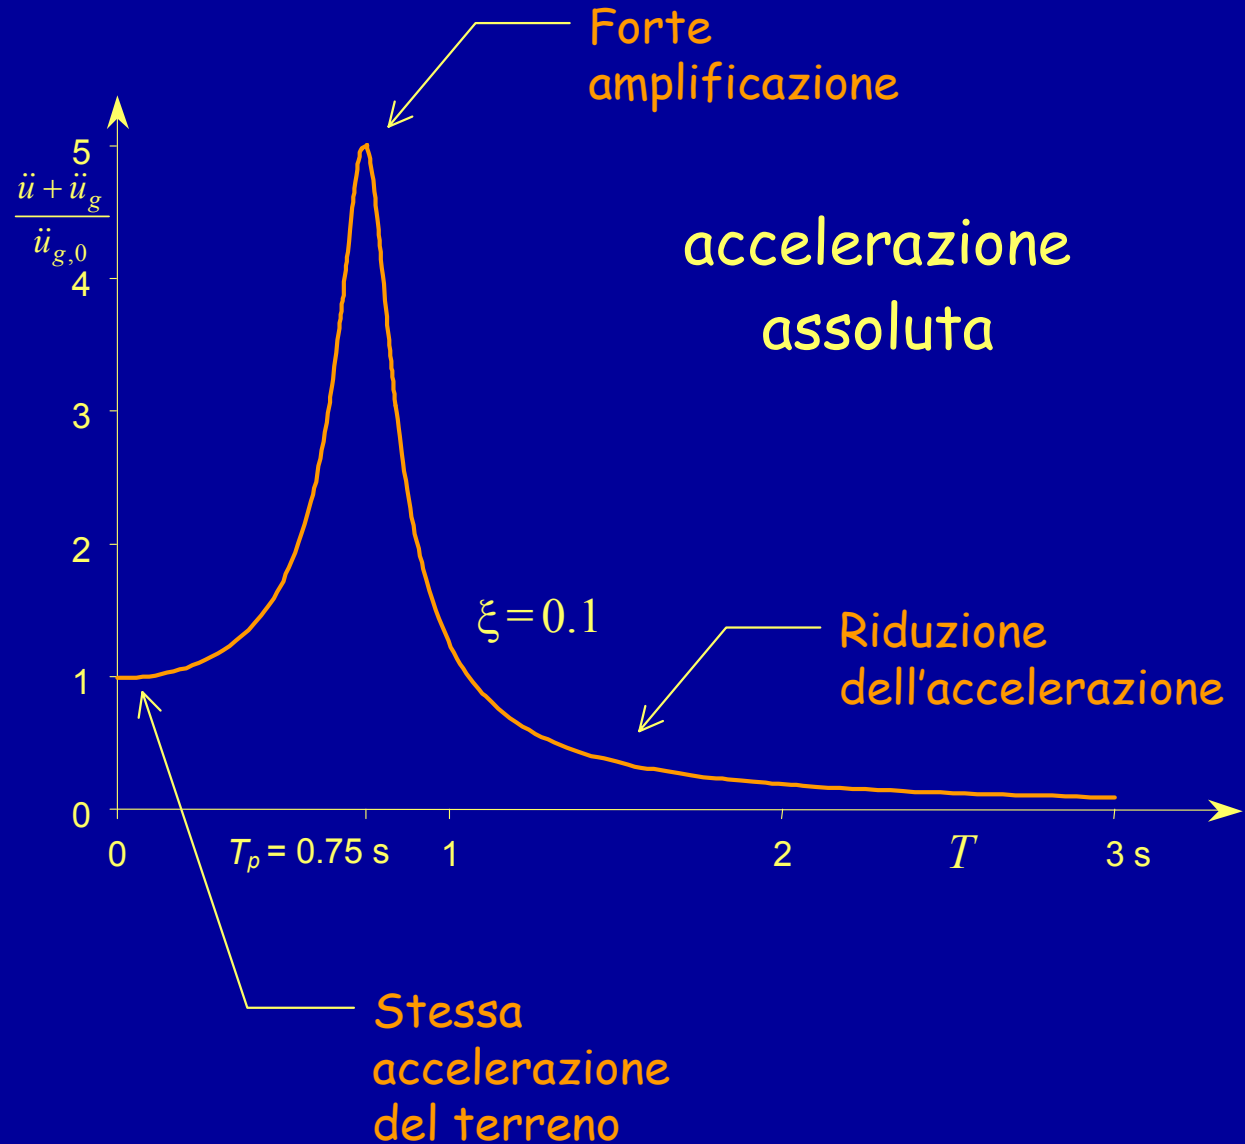 Forte
amplificazione
5
ü + ü_g
ü_g,0
accelerazione
assoluta
4
3
2
ξ=0.1
Riduzione
dell'accelerazione
1
0
0
T_p = 0.75 s
1
2
T
3 s
Stessa
accelerazione
del terreno